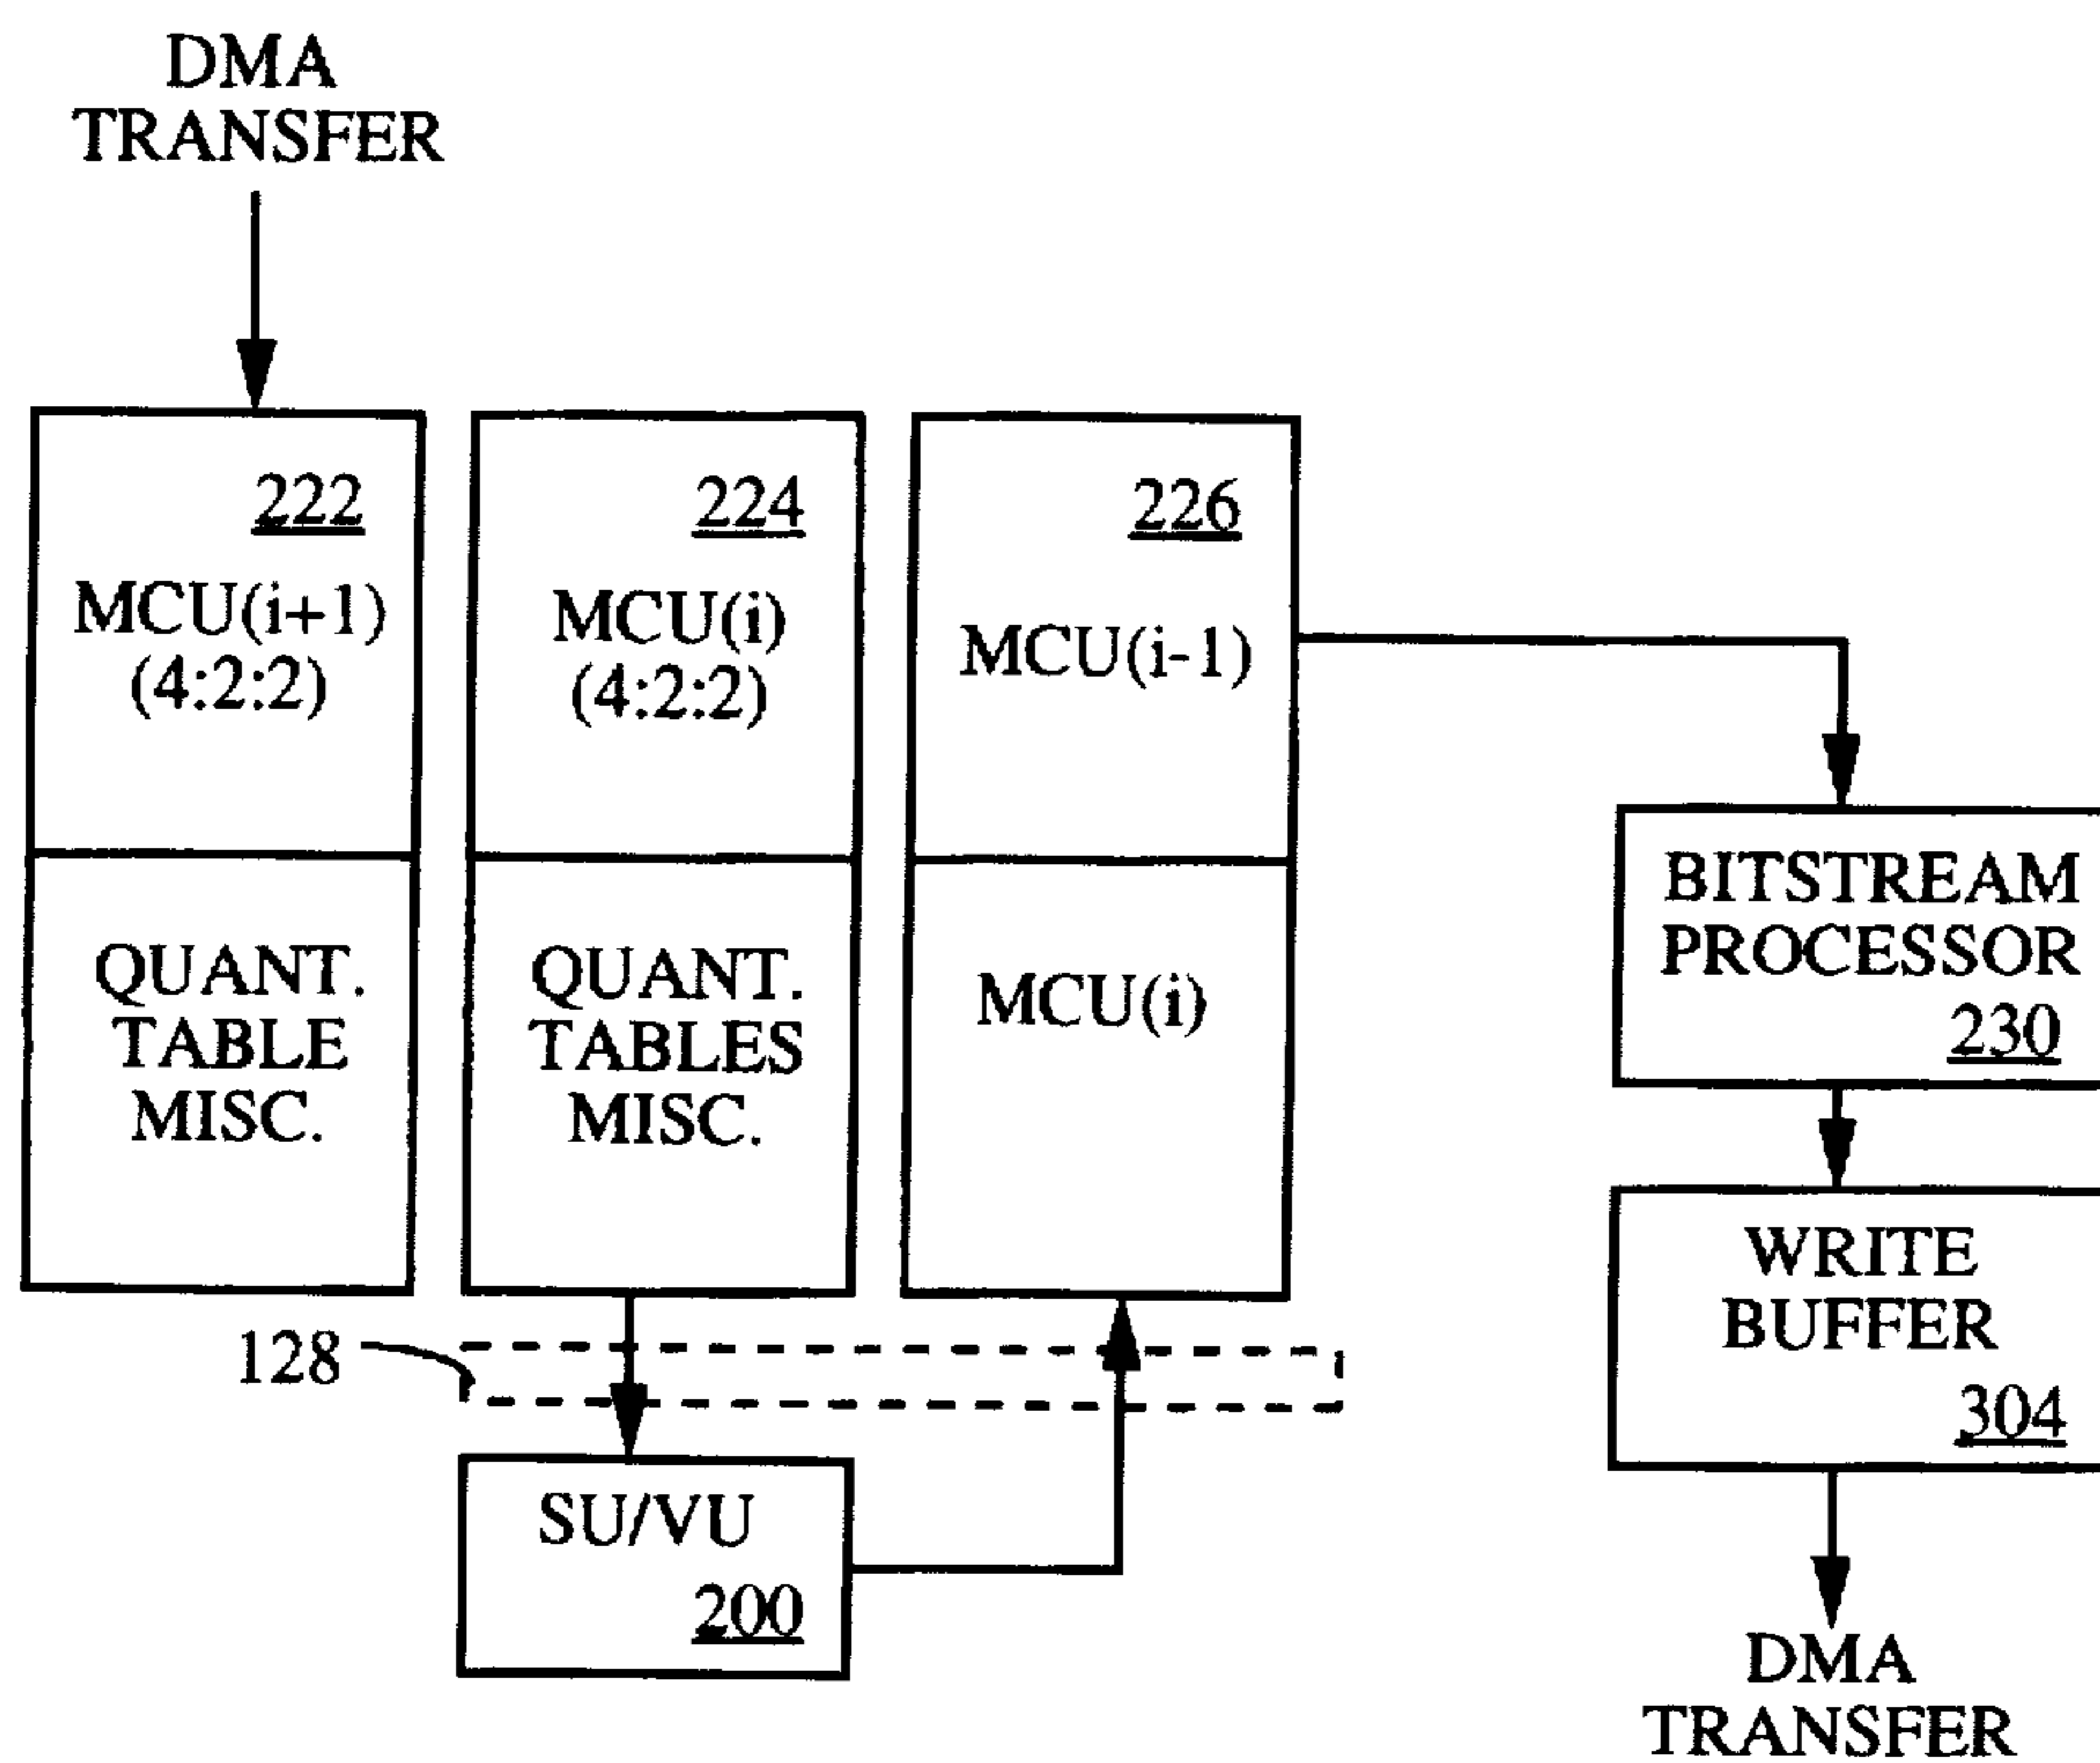 DMA
TRANSFER
222
MCU(i+1)
(4:2:2)
QUANT.
TABLE
MISC.
224
MCU(i)
(4:2:2)
QUANT.
TABLES
MISC.
226
MCU(i-1)
MCU(i)
128
SU/VU
200
BITSTREAM
PROCESSOR
230
WRITE
BUFFER
304
DMA
TRANSFER